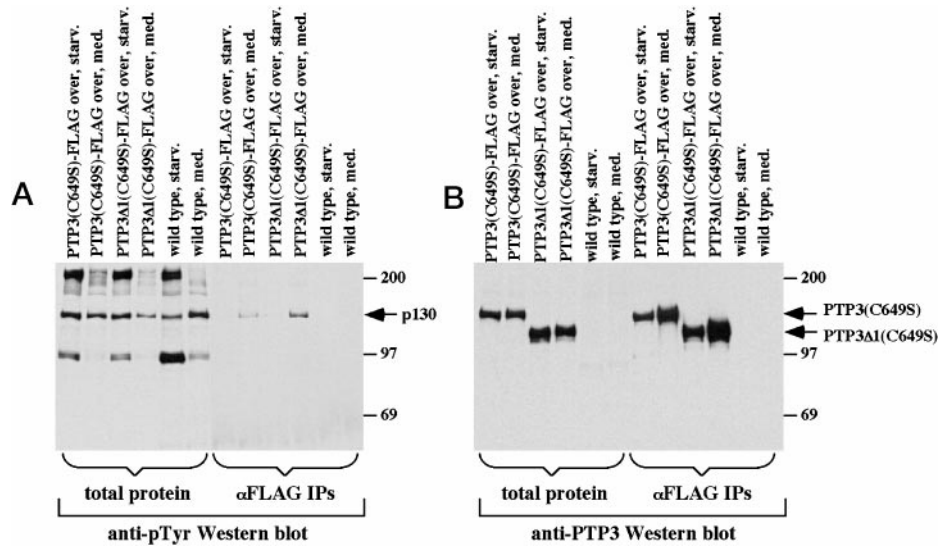 A
PTP3(C649S)-FLAG over, starv.
PTP3(C649S)-FLAG over, med.
PTP3Δ1(C649S)-FLAG over, starv.
PTP3Δ1(C649S)-FLAG over, med.
wild type, starv.
wild type, med.
PTP3(C649S)-FLAG over, starv.
PTP3(C649S)-FLAG over, med.
PTP3Δ1(C649S)-FLAG over, starv.
PTP3Δ1(C649S)-FLAG over, med.
wild type, starv.
wild type, med.
200
p130
97
69
total protein
αFLAG IPs
anti-pTyr Western blot
B
PTP3(C649S)-FLAG over, starv.
PTP3(C649S)-FLAG over, med.
PTP3Δ1(C649S)-FLAG over, starv.
PTP3Δ1(C649S)-FLAG over, med.
wild type, starv.
wild type, med.
PTP3(C649S)-FLAG over, starv.
PTP3(C649S)-FLAG over, med.
PTP3Δ1(C649S)-FLAG over, starv.
PTP3Δ1(C649S)-FLAG over, med.
wild type, starv.
wild type, med.
200
PTP3(C649S)
PTP3Δ1(C649S)
97
69
total protein
αFLAG IPs
anti-PTP3 Western blot